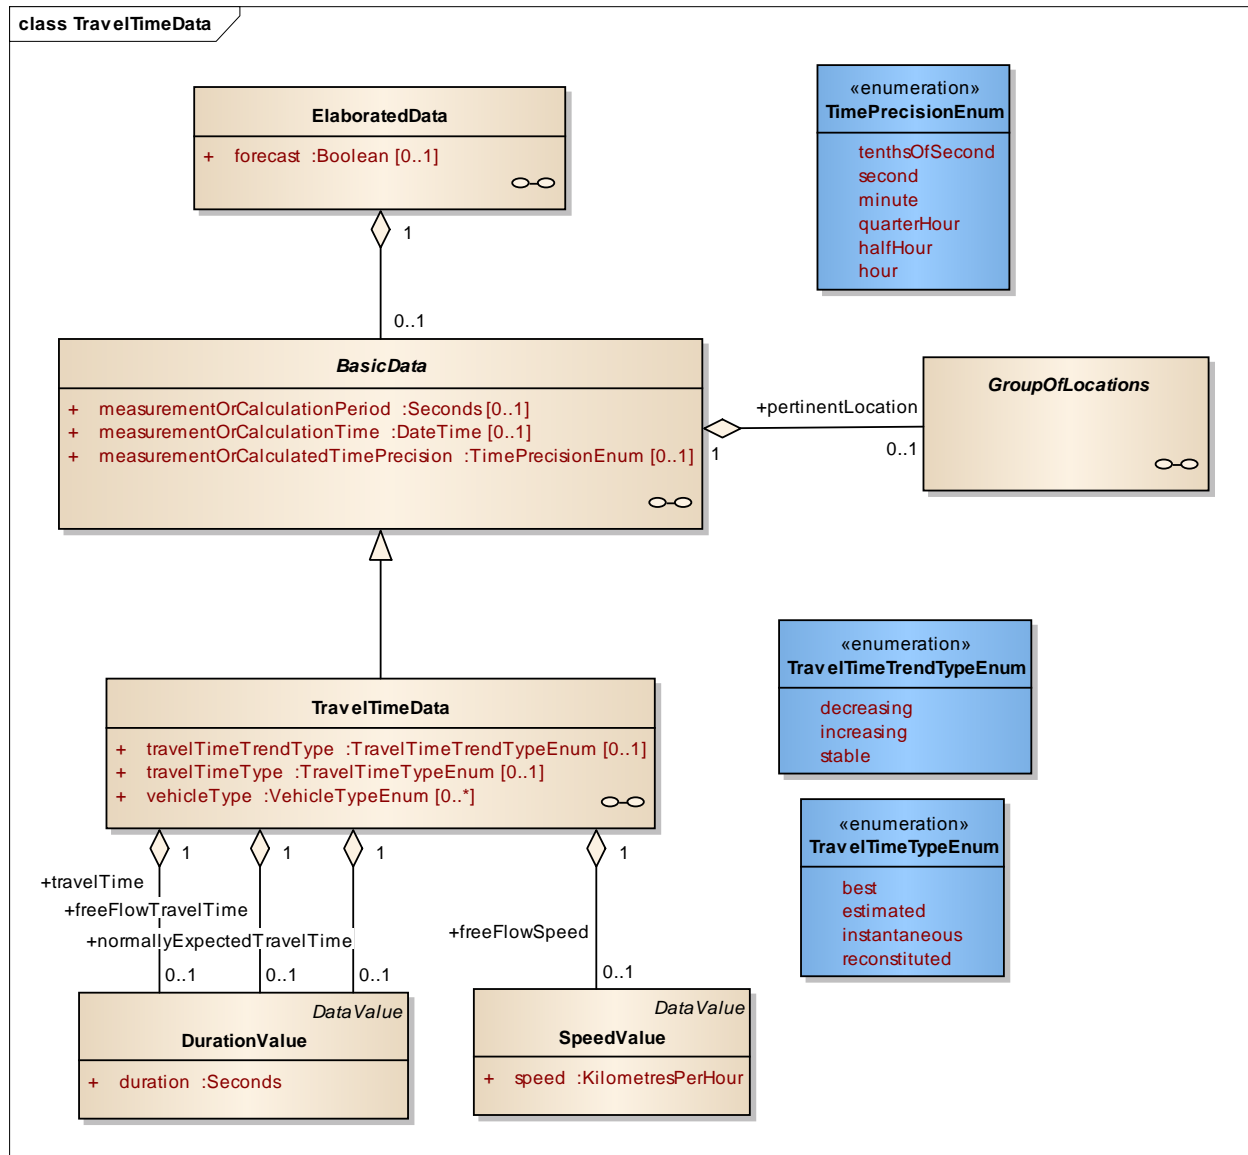 class TravelTimeData
ElaboratedData
+ forecast :Boolean [0..1]
«enumeration»
TimePrecisionEnum
tenthsOfSecond
second
minute
quarterHour
halfHour
hour
1
0..1
BasicData
+ measurementOrCalculationPeriod :Seconds [0..1]
+ measurementOrCalculationTime :DateTime [0..1]
+ measurementOrCalculatedTimePrecision :TimePrecisionEnum [0..1]
+pertinentLocation
1
0..1
GroupOfLocations
TravelTimeData
+ travelTimeTrendType :TravelTimeTrendTypeEnum [0..1]
+ travelTimeType :TravelTimeTypeEnum [0..1]
+ vehicleType :VehicleTypeEnum [0..*]
«enumeration»
TravelTimeTrendTypeEnum
decreasing
increasing
stable
«enumeration»
TravelTimeTypeEnum
best
estimated
instantaneous
reconstituted
1
1
1
1
+travelTime
+freeFlowTravelTime
+normallyExpectedTravelTime
+freeFlowSpeed
0..1
0..1
0..1
0..1
DataValue
DurationValue
+ duration :Seconds
DataValue
SpeedValue
+ speed :KilometresPerHour